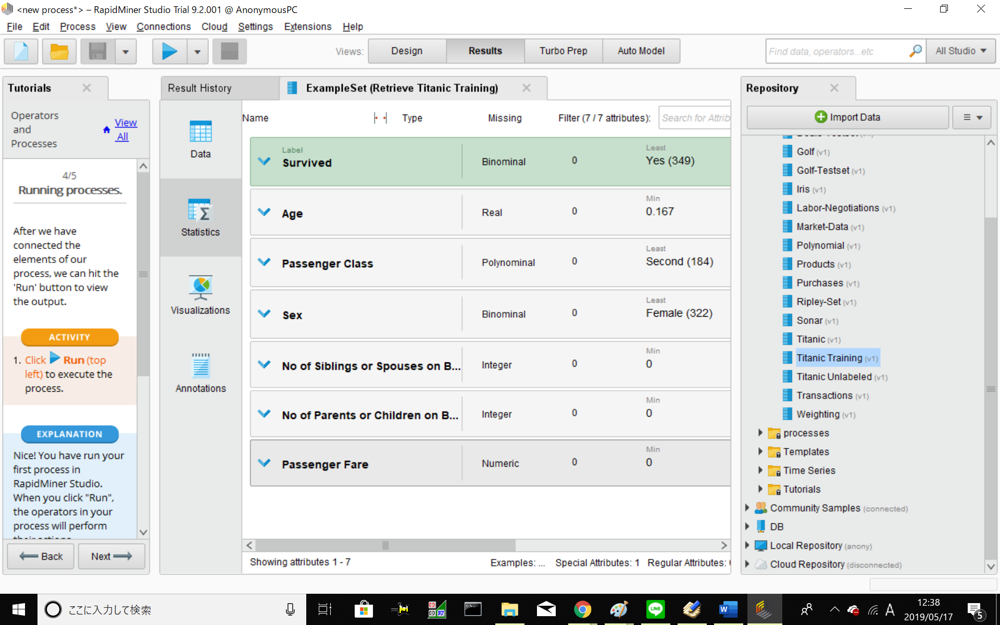 <new process*> – RapidMiner Studio Trial 9.2.001 @ AnonymousPC
File Edit Process View Connections Cloud Settings Extensions Help
Views: Design Results Turbo Prep Auto Model
Find data, operators...etc
All Studio
Tutorials
Operators and Processes
View All
4/5
Running processes.
After we have
connected the
elements of our
process, we can hit the
'Run' button to view
the output.
ACTIVITY
1. Click Run (top
left) to execute the
process.
EXPLANATION
Nice! You have run your
first process in
RapidMiner Studio.
When you click "Run",
the operators in your
process will perform
their actions
Back Next
Result History
ExampleSet (Retrieve Titanic Training)
Data
Statistics
Visualizations
Annotations
Name Type Missing Filter (7 / 7 attributes): Search for Attrib
Label
Survived Binominal 0 Least Yes (349)
Age Real 0 Min 0.167
Passenger Class Polynominal 0 Least Second (184)
Sex Binominal 0 Least Female (322)
No of Siblings or Spouses on B... Integer 0 Min 0
No of Parents or Children on B... Integer 0 Min 0
Passenger Fare Numeric 0 Min 0
Showing attributes 1 - 7
Examples: ... Special Attributes: 1 Regular Attributes:
Repository
Import Data
Golf (v1)
Golf-Testset (v1)
Iris (v1)
Labor-Negotiations (v1)
Market-Data (v1)
Polynomial (v1)
Products (v1)
Purchases (v1)
Ripley-Set (v1)
Sonar (v1)
Titanic (v1)
Titanic Training (v1)
Titanic Unlabeled (v1)
Transactions (v1)
Weighting (v1)
processes
Templates
Time Series
Tutorials
Community Samples (connected)
DB
Local Repository (anony)
Cloud Repository (disconnected)
ここに入力して検索
LINE
A
12:38
2019/05/17
5